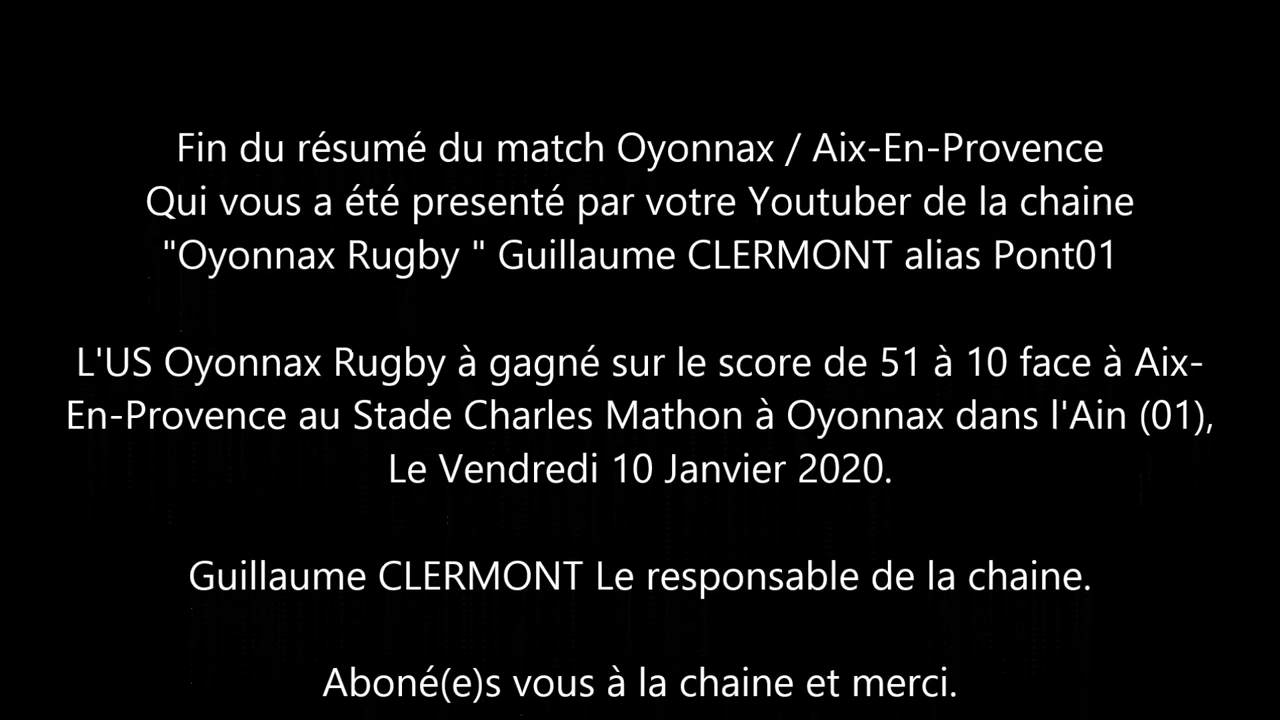 Fin du résumé du match Oyonnax / Aix-En-Provence
Qui vous a été presenté par votre Youtuber de la chaine
"Oyonnax Rugby " Guillaume CLERMONT alias Pont01
L'US Oyonnax Rugby à gagné sur le score de 51 à 10 face à Aix-
En-Provence au Stade Charles Mathon à Oyonnax dans l'Ain (01),
Le Vendredi 10 Janvier 2020.
Guillaume CLERMONT Le responsable de la chaine.
Aboné(e)s vous à la chaine et merci.